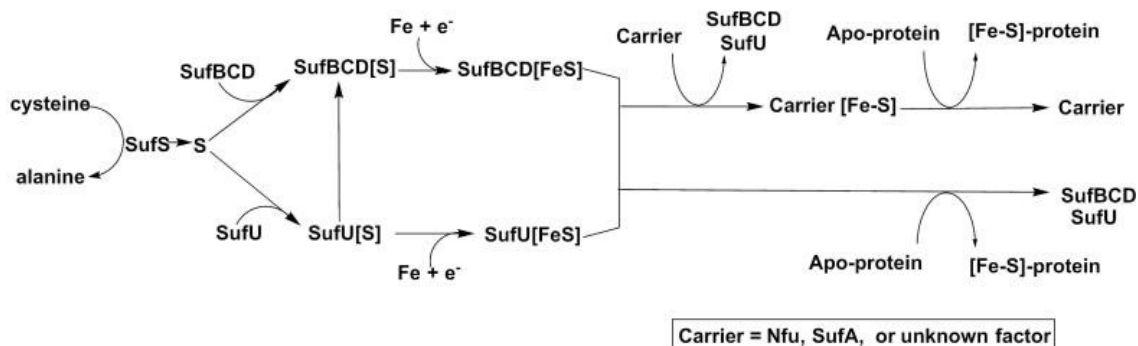 SufBCD
SufU
Fe + e-
Carrier
Apo-protein
[Fe-S]-protein
SufBCD
SufBCD[S]
SufBCD[FeS]
cysteine
Carrier [Fe-S]
Carrier
SufS
S
alanine
SufBCD
SufU
SufU
SufU[S]
SufU[FeS]
Fe + e-
Apo-protein
[Fe-S]-protein
Carrier = Nfu, SufA, or unknown factor